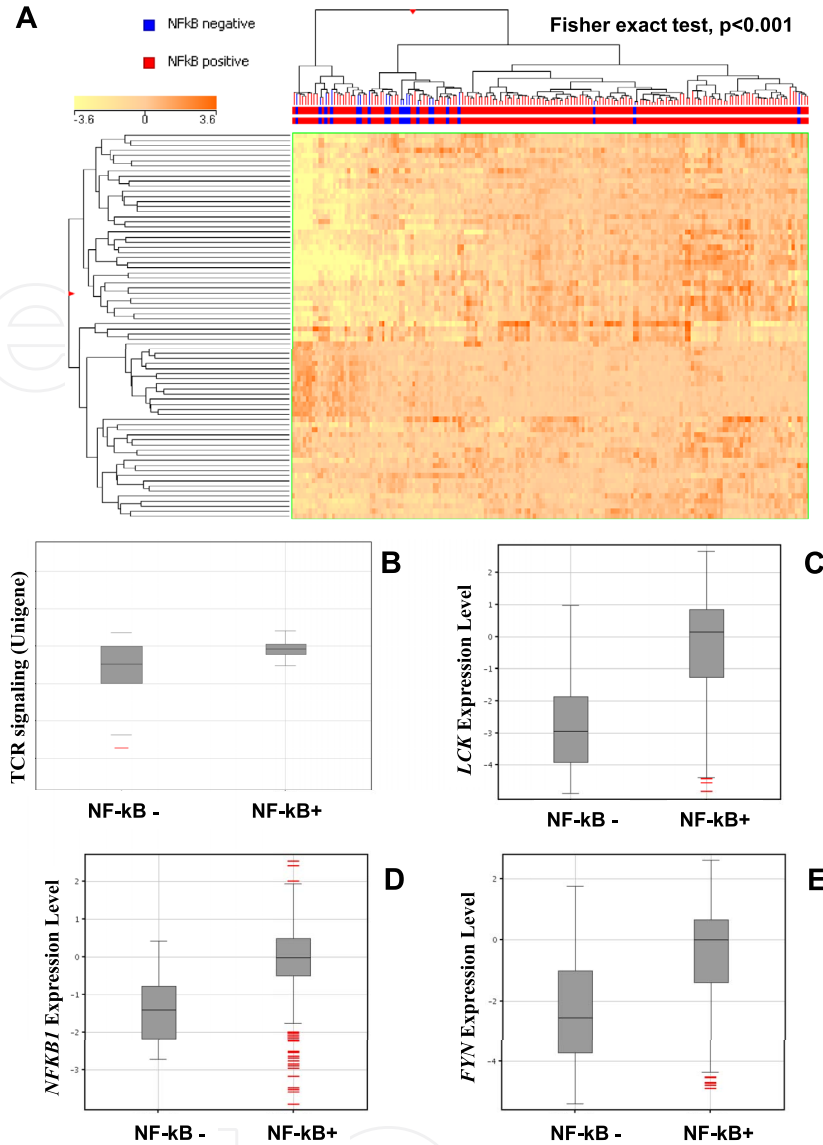 A
NFkB negative
NFkB positive
Fisher exact test, p<0.001
-3.6 0 3.6
B
TCR signaling (Unigene)
NF-kB - NF-kB+
C
LCK Expression Level
2
1
0
-1
-2
-3
-4
NF-kB - NF-kB+
D
NFKB1 Expression Level
2
1
0
-1
-2
-3
NF-kB - NF-kB+
E
FYN Expression Level
2
0
-2
-4
NF-kB - NF-kB+